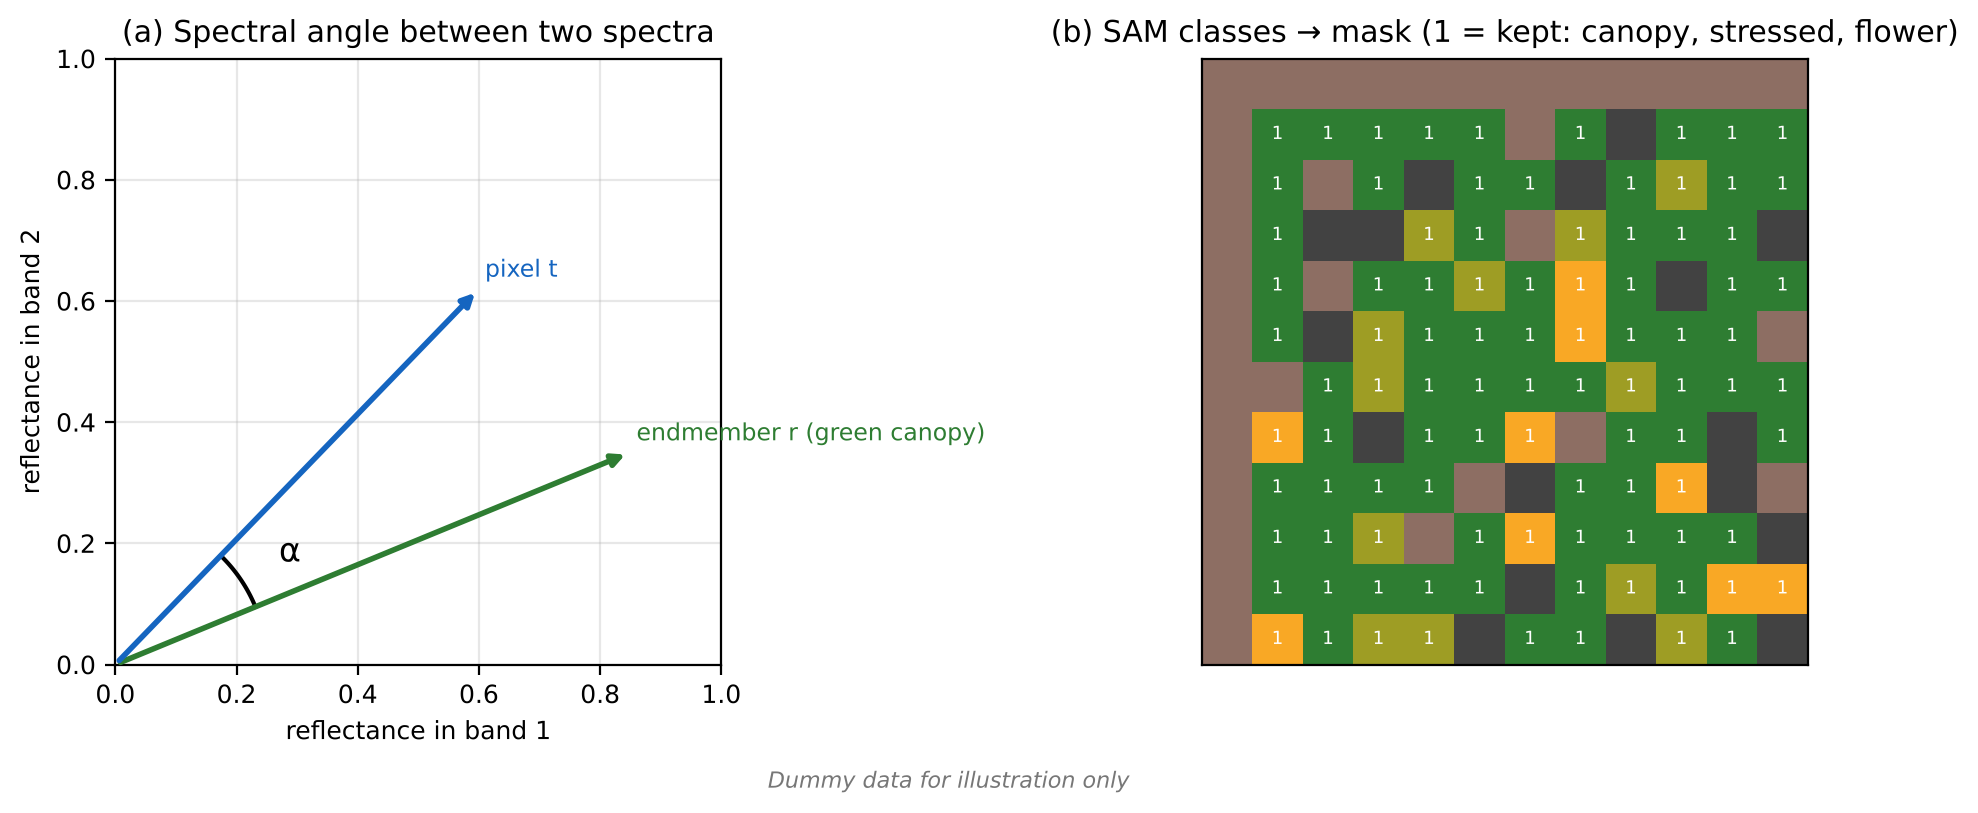 (a) Spectral angle between two spectra
1.0
0.8
0.6
0.4
0.2
0.0
reflectance in band 2
pixel t
endmember r (green canopy)
α
0.0 0.2 0.4 0.6 0.8 1.0
reflectance in band 1
(b) SAM classes → mask (1 = kept: canopy, stressed, flower)
1 1 1 1 1 1 1 1 1
1 1 1 1 1 1 1 1
1 1 1 1 1 1 1
1 1 1 1 1 1 1 1 1
1 1 1 1 1 1 1 1 1
1 1 1 1 1 1 1 1 1 1
1 1 1 1 1 1 1 1
1 1 1 1 1 1 1
1 1 1 1 1 1 1 1 1
1 1 1 1 1 1 1 1 1 1
1 1 1 1 1 1 1 1
Dummy data for illustration only